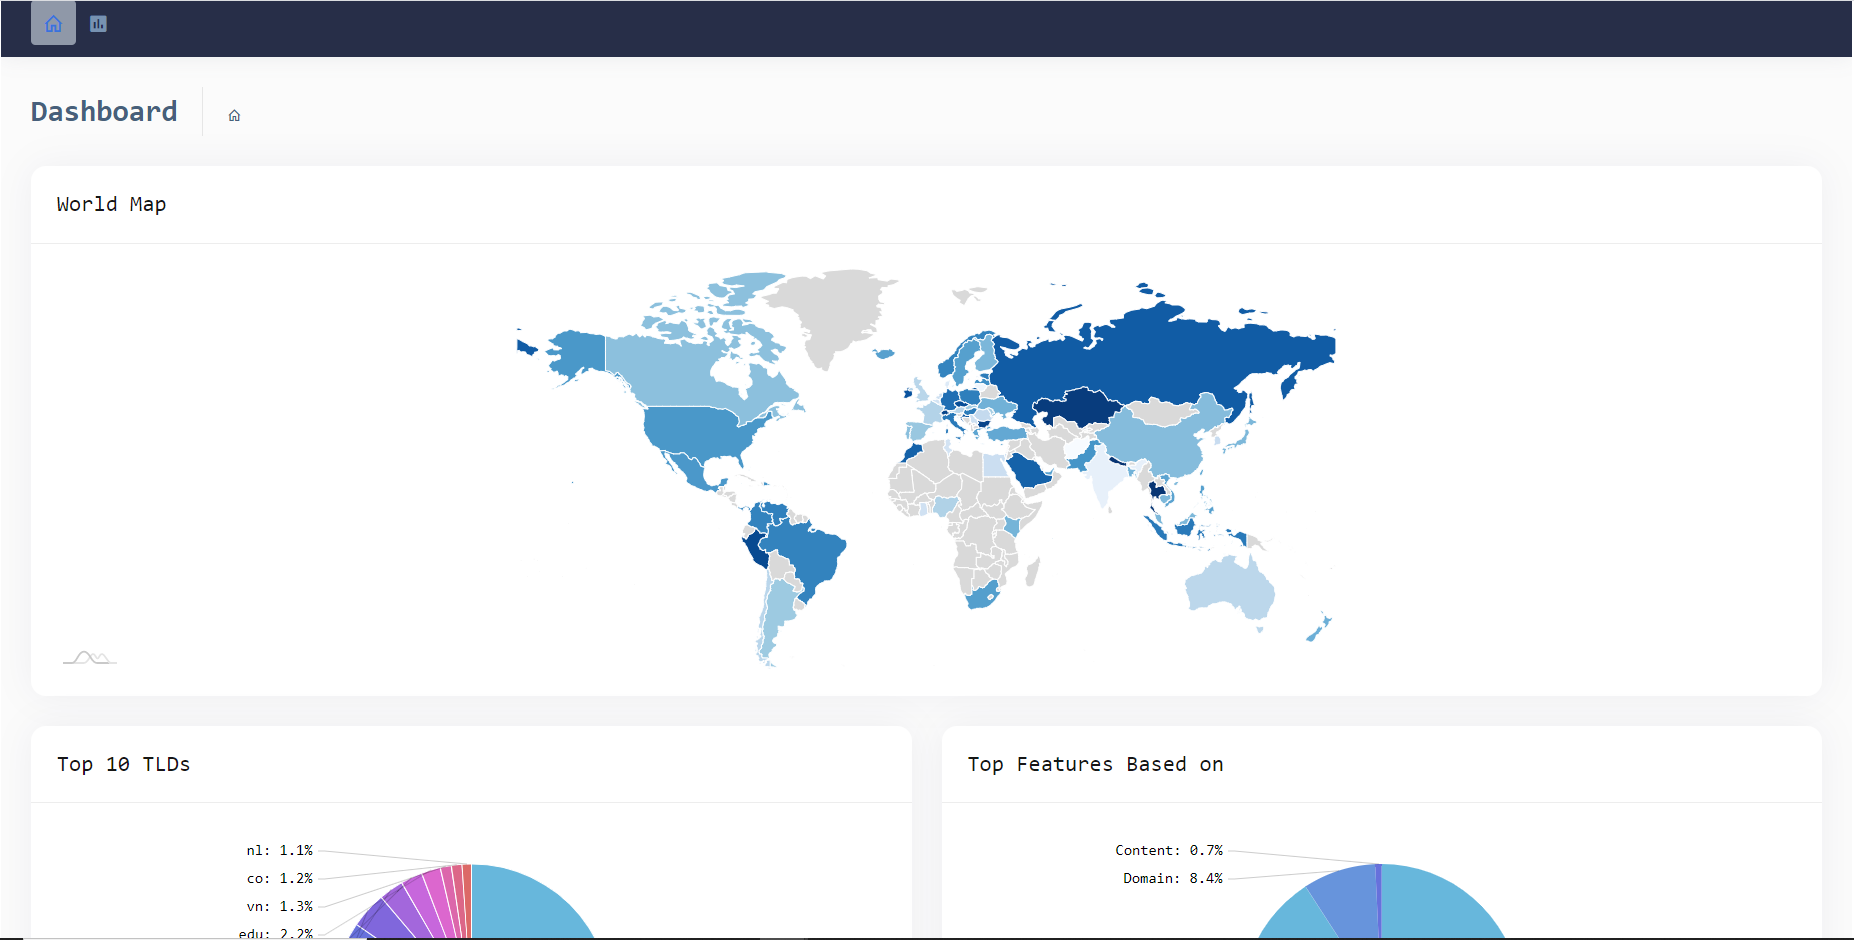 Dashboard
World Map
Top 10 TLDs
nl: 1.1%
co: 1.2%
vn: 1.3%
edu: 2.2%
Top Features Based on
Content: 0.7%
Domain: 8.4%